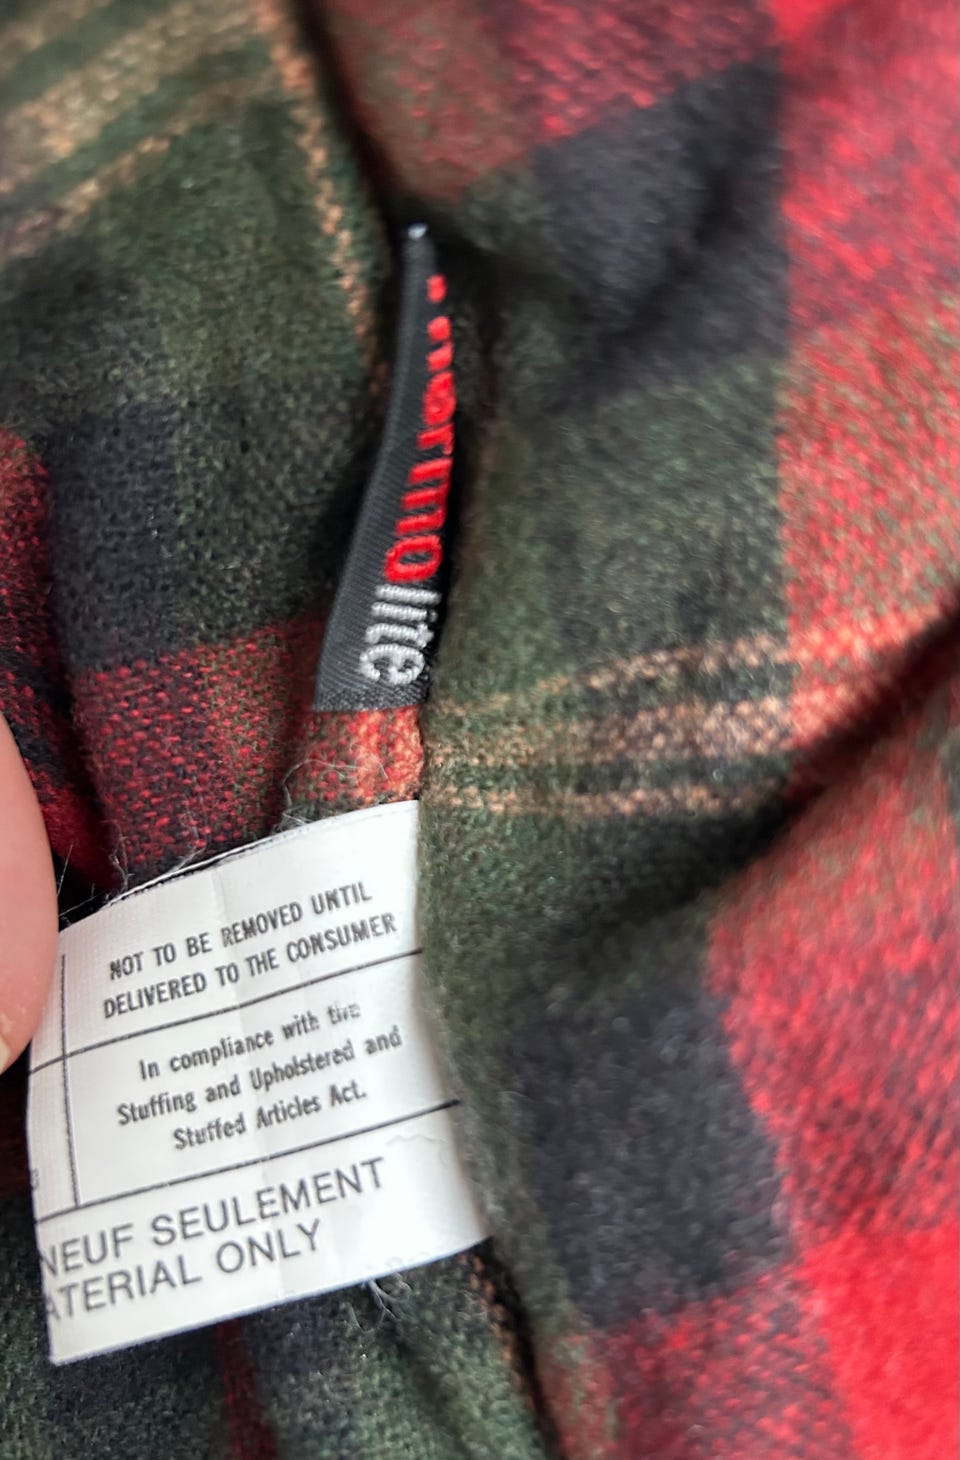 thermolite
NOT TO BE REMOVED UNTIL
DELIVERED TO THE CONSUMER
In compliance with the
Stuffing and Upholstered and
Stuffed Articles Act.
NEUF SEULEMENT
ATERIAL ONLY